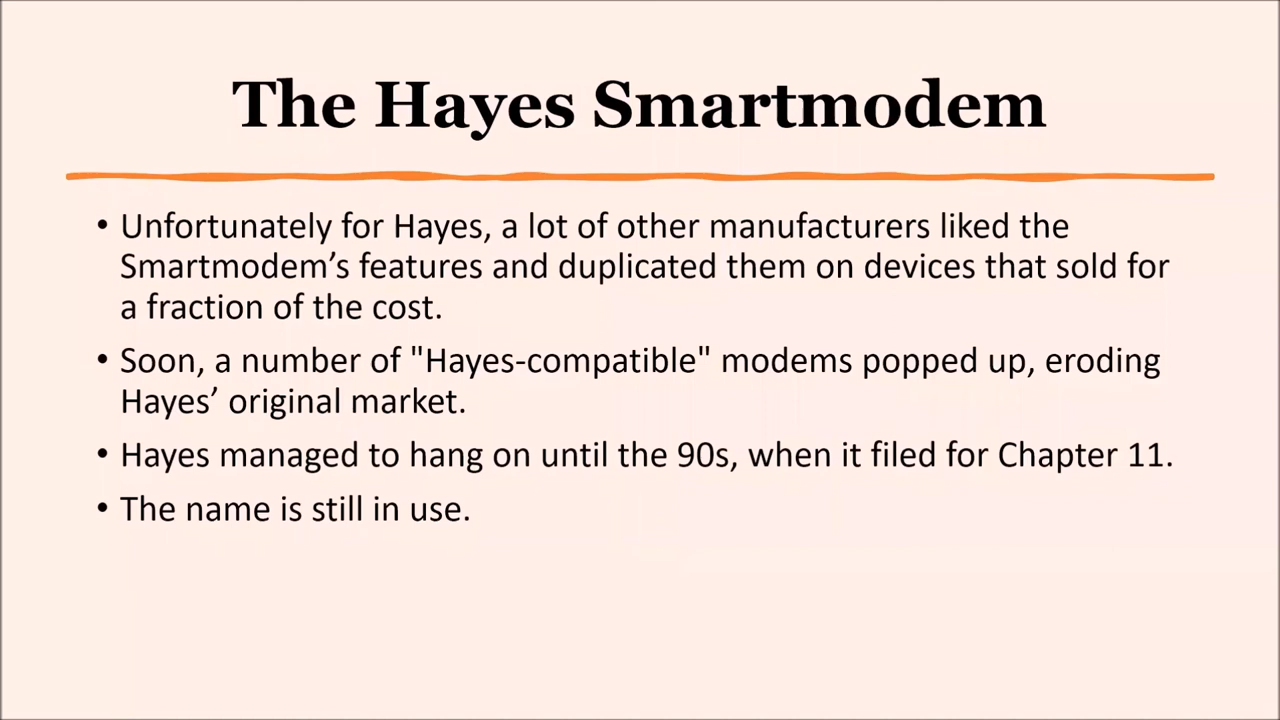 The Hayes Smartmodem
• Unfortunately for Hayes, a lot of other manufacturers liked the
Smartmodem’s features and duplicated them on devices that sold for
a fraction of the cost.
• Soon, a number of "Hayes-compatible" modems popped up, eroding
Hayes’ original market.
• Hayes managed to hang on until the 90s, when it filed for Chapter 11.
• The name is still in use.